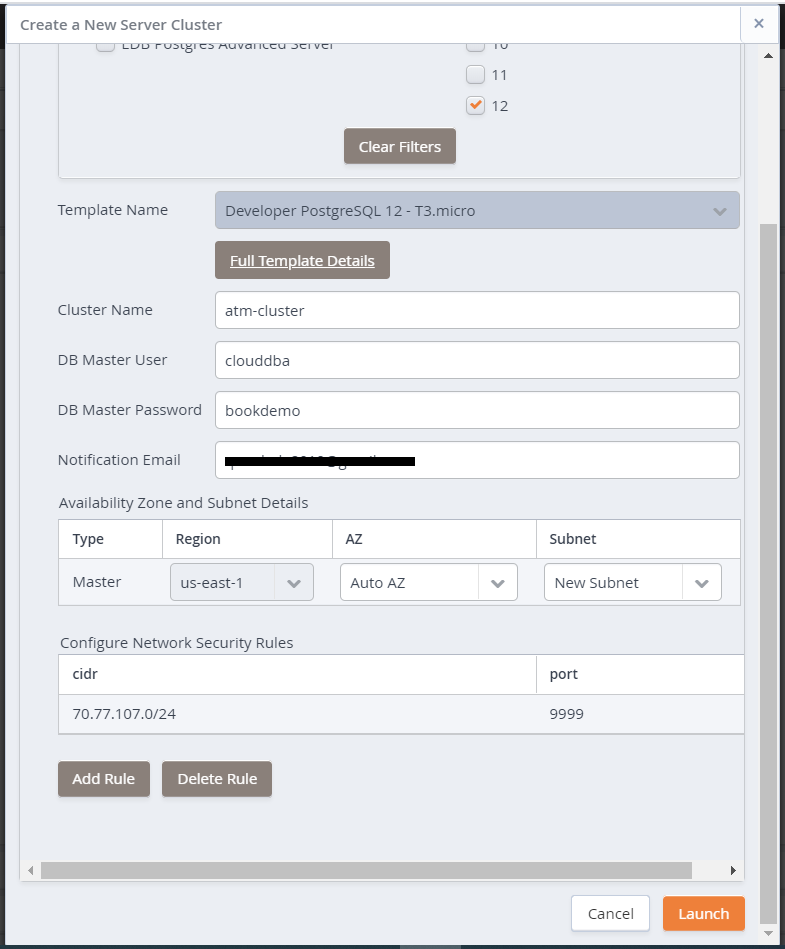 Create a New Server Cluster
EDB Postgres Advanced Server 10
11
12
Clear Filters
Template Name Developer PostgreSQL 12 - T3.micro
Full Template Details
Cluster Name atm-cluster
DB Master User clouddba
DB Master Password bookdemo
Notification Email
Availability Zone and Subnet Details
Type Region AZ Subnet
Master us-east-1 Auto AZ New Subnet
Configure Network Security Rules
cidr port
70.77.107.0/24 9999
Add Rule Delete Rule
Cancel Launch